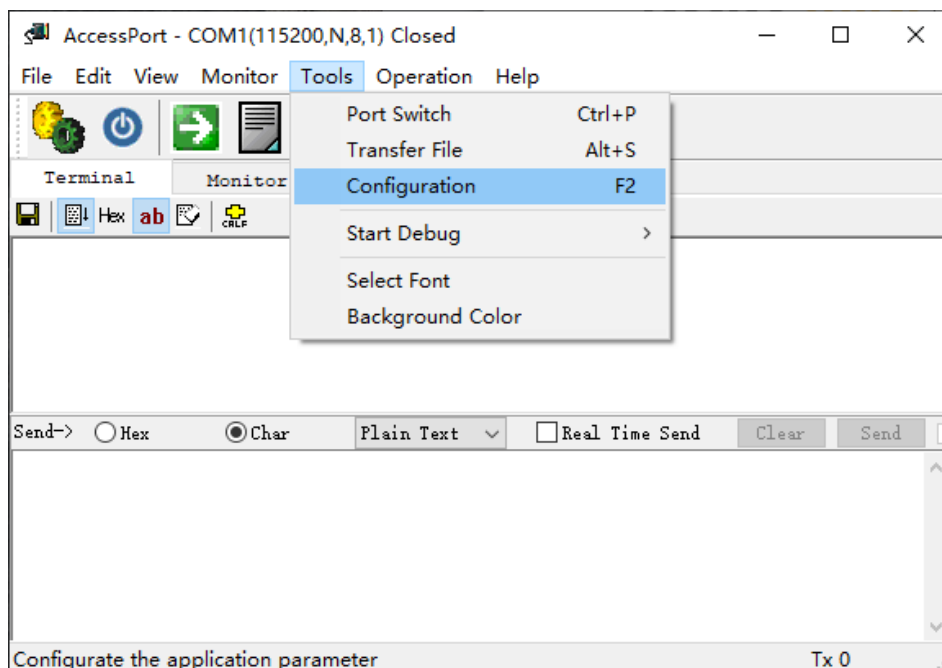 AccessPort - COM1(115200,N,8,1) Closed
File Edit View Monitor Tools Operation Help
Port Switch Ctrl+P
Transfer File Alt+S
Terminal Monitor
Configuration F2
Hex ab CRLF
Start Debug
Select Font
Background Color
Send-> Hex Char Plain Text Real Time Send Clear Send
Configurate the application parameter Tx 0